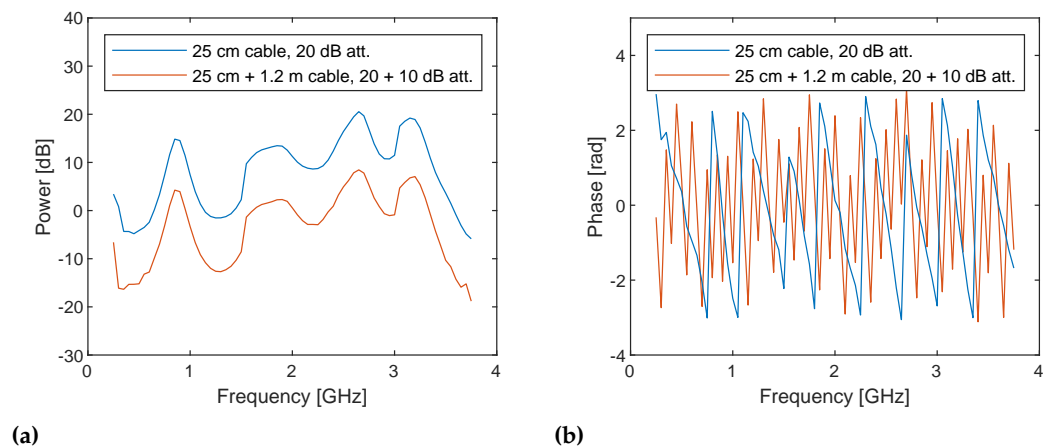 40
30
20
10
0
-10
-20
-30
Power [dB]
25 cm cable, 20 dB att.
25 cm + 1.2 m cable, 20 + 10 dB att.
0
1
2
3
4
Frequency [GHz]
(a)
4
2
0
-2
-4
Phase [rad]
25 cm cable, 20 dB att.
25 cm + 1.2 m cable, 20 + 10 dB att.
0
1
2
3
4
Frequency [GHz]
(b)